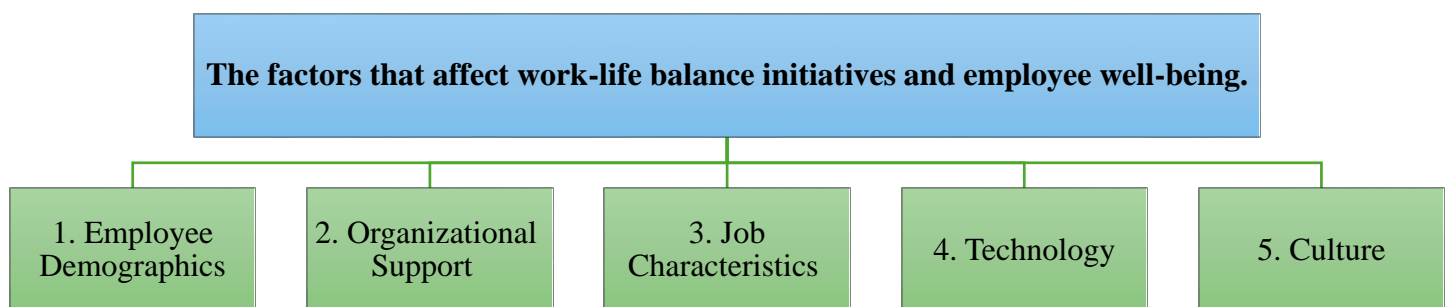 The factors that affect work-life balance initiatives and employee well-being.
1. Employee
Demographics
2. Organizational
Support
3. Job
Characteristics
4. Technology
5. Culture